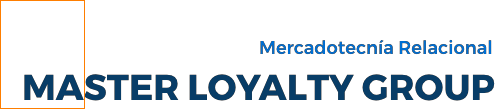 Mercadotecnía Relacional
MASTER LOYALTY GROUP